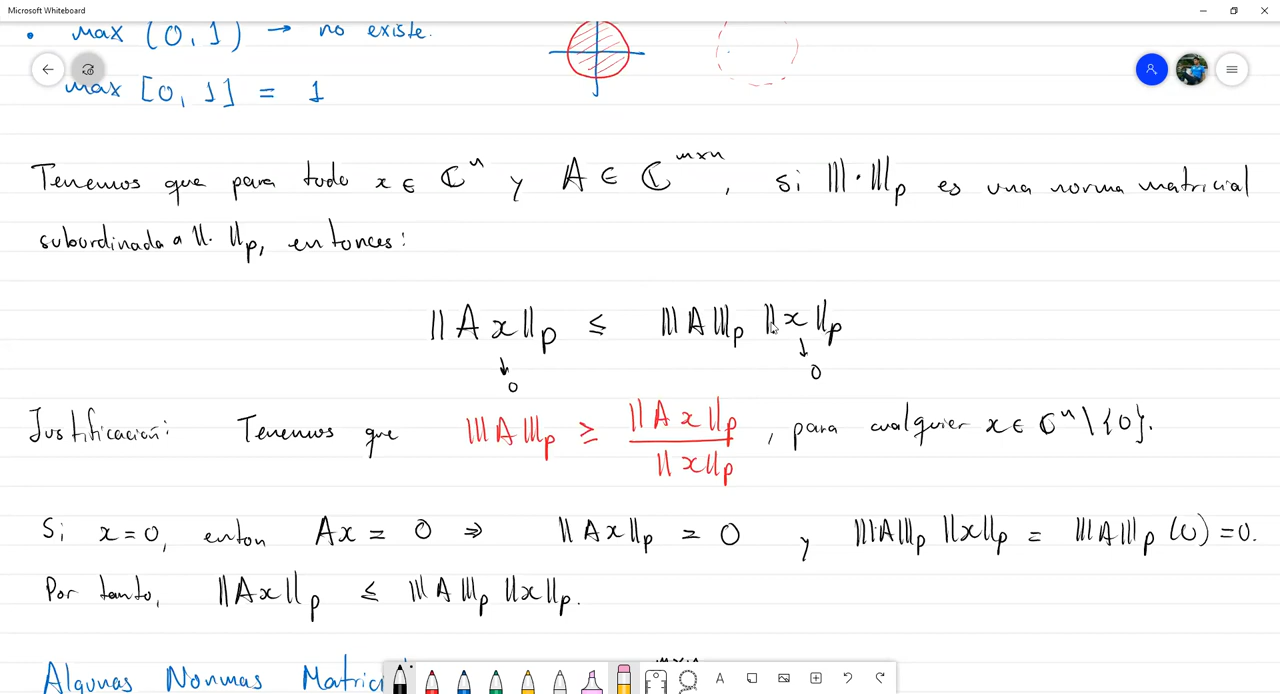 Microsoft Whiteboard
• max (0, 1) → no existe.
max [0, 1] = 1
Tenemos que para todo x ∈ ℂⁿ y A ∈ ℂᵐˣⁿ, si |||·|||p es una norma matricial
subordinada a ||·||p, entonces:
||Ax||p ≤ |||A|||p ||x||p
↓ ↓
0 0
Justificación: Tenemos que |||A|||p ≥ ||Ax||p / ||x||p, para cualquier x ∈ ℂⁿ \ {0}.
Si x=0, enton Ax = 0 ⇒ ||Ax||p = 0 y |||A|||p ||x||p = |||A|||p (0) = 0.
Por tanto, ||Ax||p ≤ |||A|||p ||x||p.
Algunas Normas Matrici